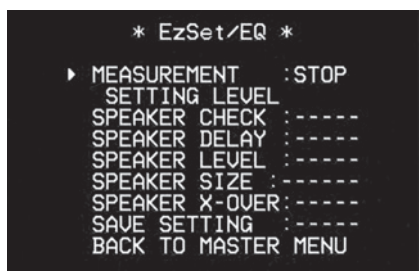 * EzSet/EQ *
▶ MEASUREMENT :STOP
SETTING LEVEL
SPEAKER CHECK :-----
SPEAKER DELAY :-----
SPEAKER LEVEL :-----
SPEAKER SIZE :-----
SPEAKER X-OVER:-----
SAVE SETTING :-----
BACK TO MASTER MENU